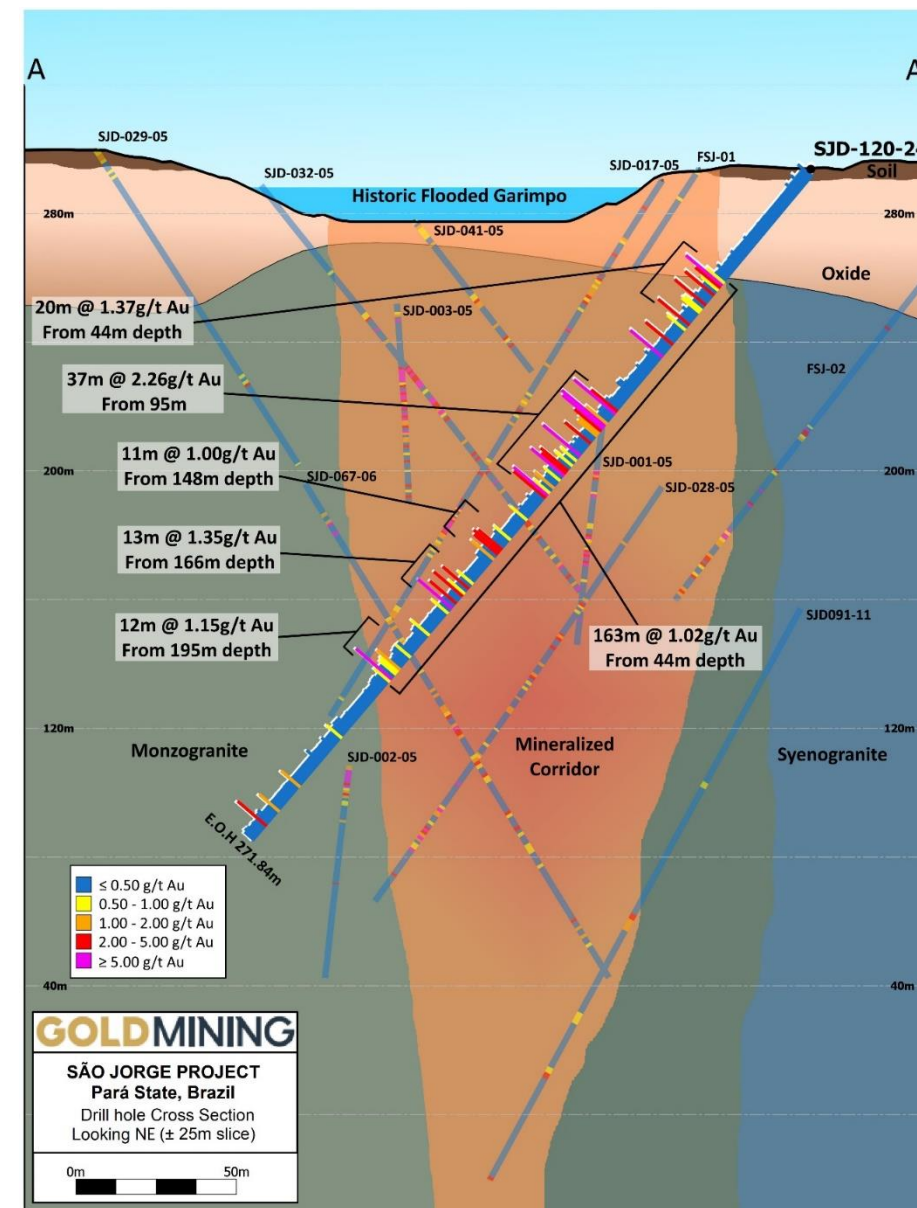 A
A
SJD-029-05
SJD-032-05
SJD-017-05
FSJ-01
SJD-120-2
Soil
Historic Flooded Garimpo
280m
280m
SJD-041-05
Oxide
20m @ 1.37g/t Au
From 44m depth
SJD-003-05
37m @ 2.26g/t Au
From 95m
FSJ-02
11m @ 1.00g/t Au
From 148m depth
200m
200m
SJD-067-06
SJD-001-05
SJD-028-05
13m @ 1.35g/t Au
From 166m depth
12m @ 1.15g/t Au
From 195m depth
163m @ 1.02g/t Au
From 44m depth
SJD091-11
120m
120m
Monzogranite
SJD-002-05
Mineralized
Corridor
Syenogranite
E.O.H 271.84m
≤ 0.50 g/t Au
0.50 - 1.00 g/t Au
1.00 - 2.00 g/t Au
2.00 - 5.00 g/t Au
≥ 5.00 g/t Au
40m
40m
GOLDMINING
SÃO JORGE PROJECT
Pará State, Brazil
Drill hole Cross Section
Looking NE (± 25m slice)
0m
50m